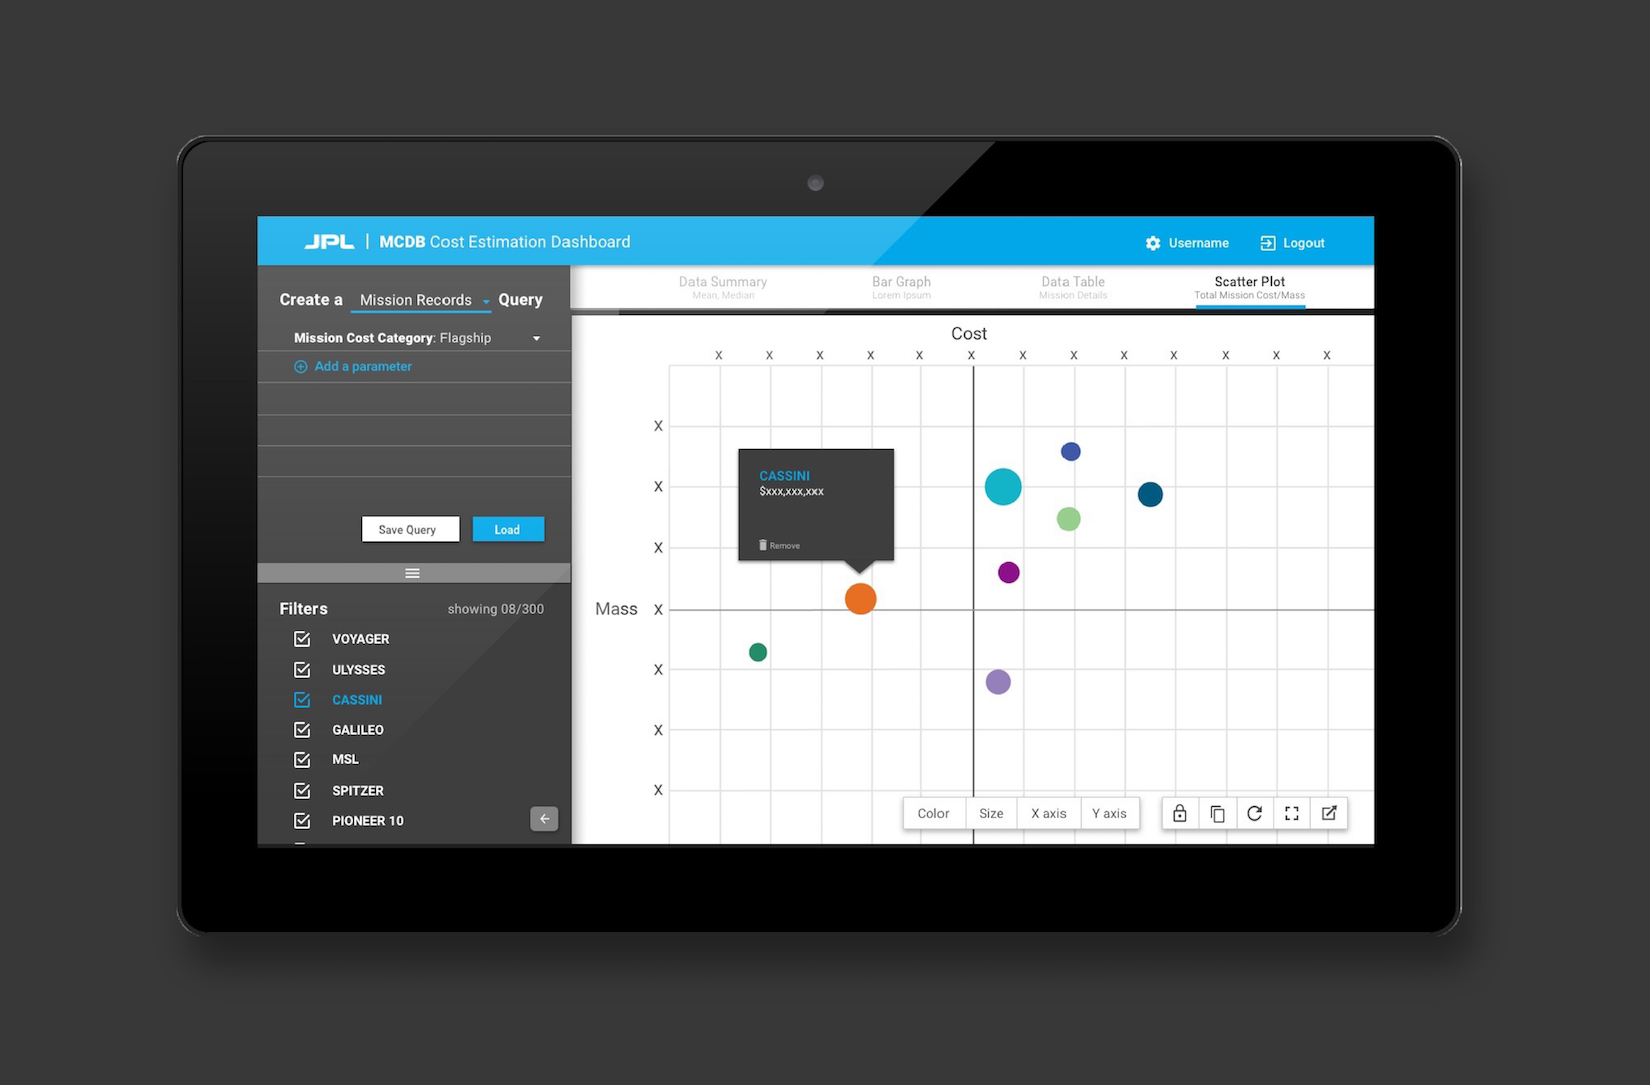 JPL | MCDB Cost Estimation Dashboard
Username
Logout
Create a Mission Records Query
Mission Cost Category: Flagship
Add a parameter
Save Query
Load
Filters
showing 08/300
VOYAGER
ULYSSES
CASSINI
GALILEO
MSL
SPITZER
PIONEER 10
Data Summary
Mean, Median
Bar Graph
Lorem Ipsum
Data Table
Mission Details
Scatter Plot
Total Mission Cost/Mass
Cost
X X X X X X X X X X X X X
X
X
X
Mass X
X
X
X
CASSINI
$xxx,xxx,xxx
Remove
Color
Size
X axis
Y axis